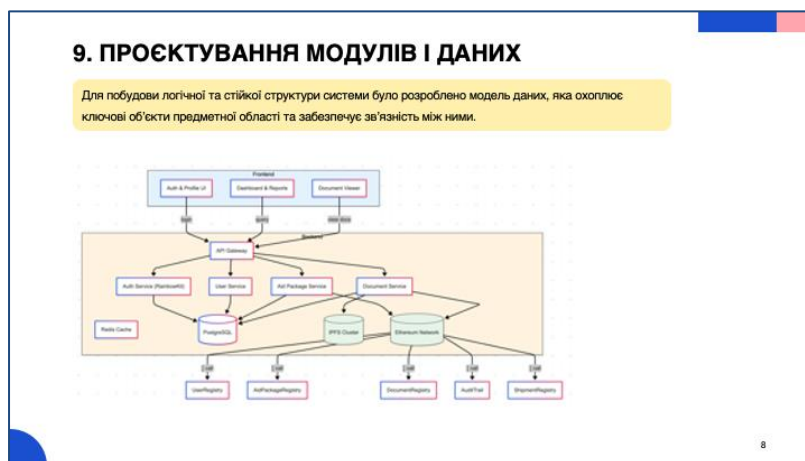 9. ПРОЄКТУВАННЯ МОДУЛІВ І ДАНИХ
Для побудови логічної та стійкої структури системи було розроблено модель даних, яка охоплює
ключові об'єкти предметної області та забезпечує зв'язність між ними.
Frontend
Auth & Profile UI
Dashboard & Reports
Document Viewer
query
Backend
API Gateway
Auth Service (RainbowKit)
User Service
Aid Package Service
Document Service
Redis Cache
PostgreSQL
IPFS Cluster
Ethereum Network
UserRegistry
AidPackageRegistry
DocumentRegistry
AuditTrail
ShipmentRegistry
8